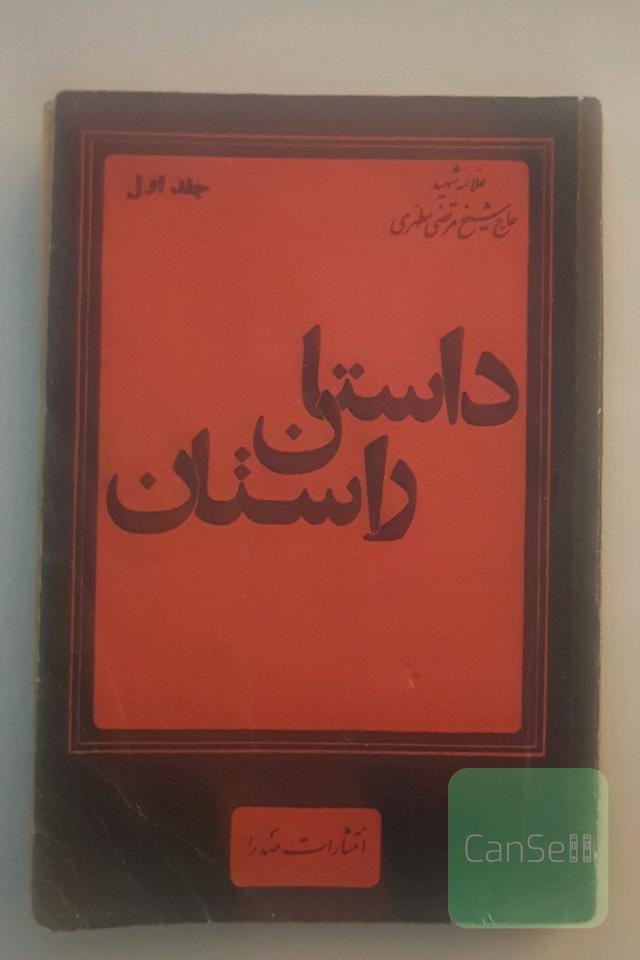 علامه شهید
حاج شیخ مرتضی مطهری
جلد اول
داستان
راستان
انتشارات صدرا
CanSell